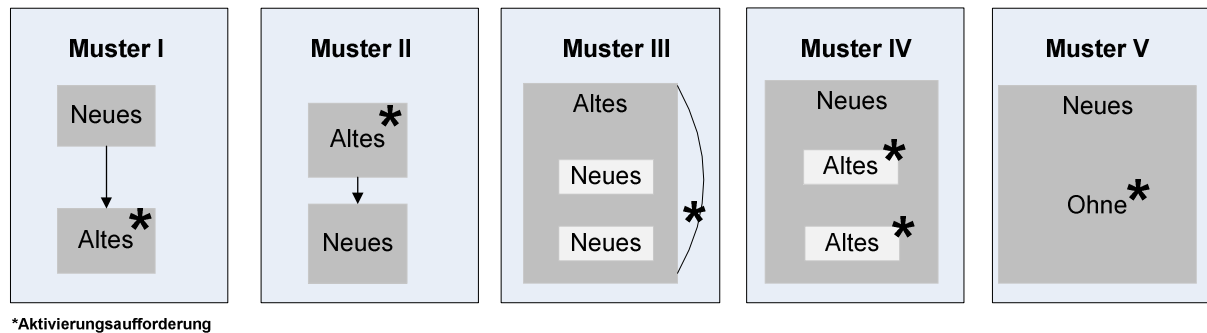 Muster I
Neues
Altes*
Muster II
Altes*
Neues
Muster III
Altes
Neues
Neues
*
Muster IV
Neues
Altes*
Altes*
Muster V
Neues
Ohne*
*Aktivierungsaufforderung